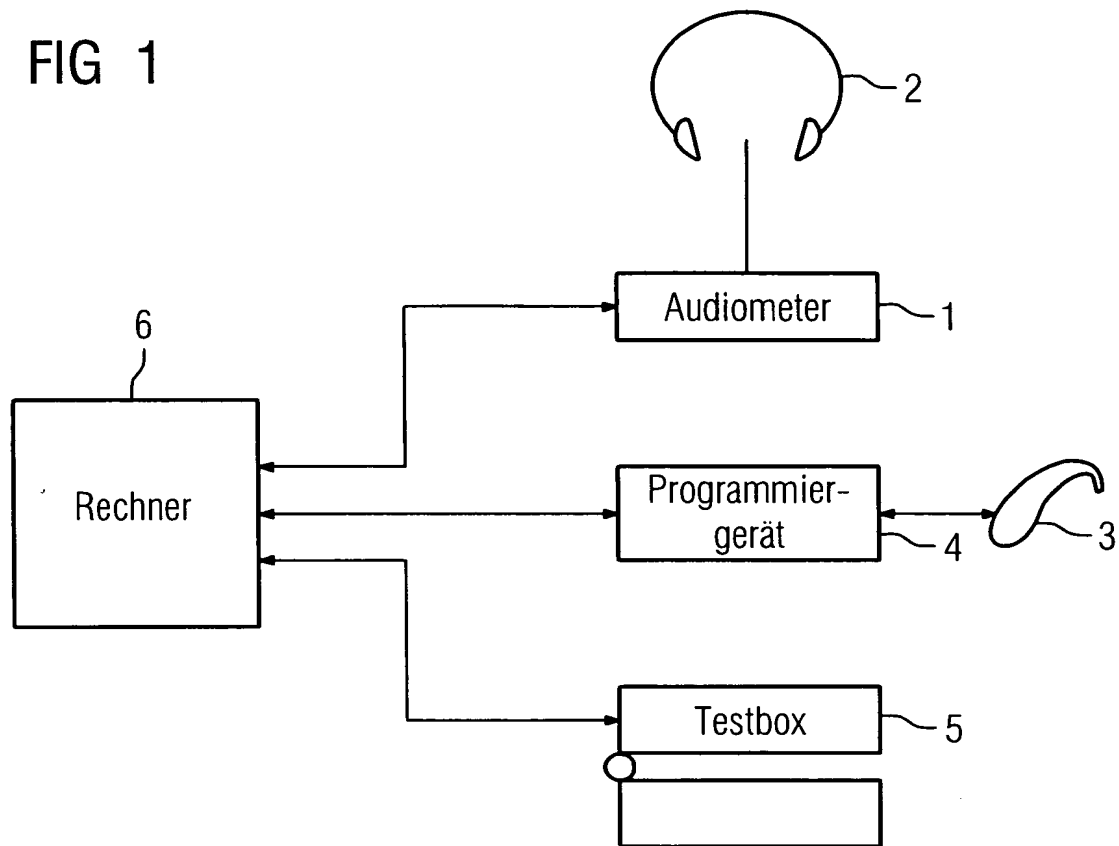 FIG 1
2
Audiometer
1
6
Rechner
Programmier-
gerät
4
3
Testbox
5